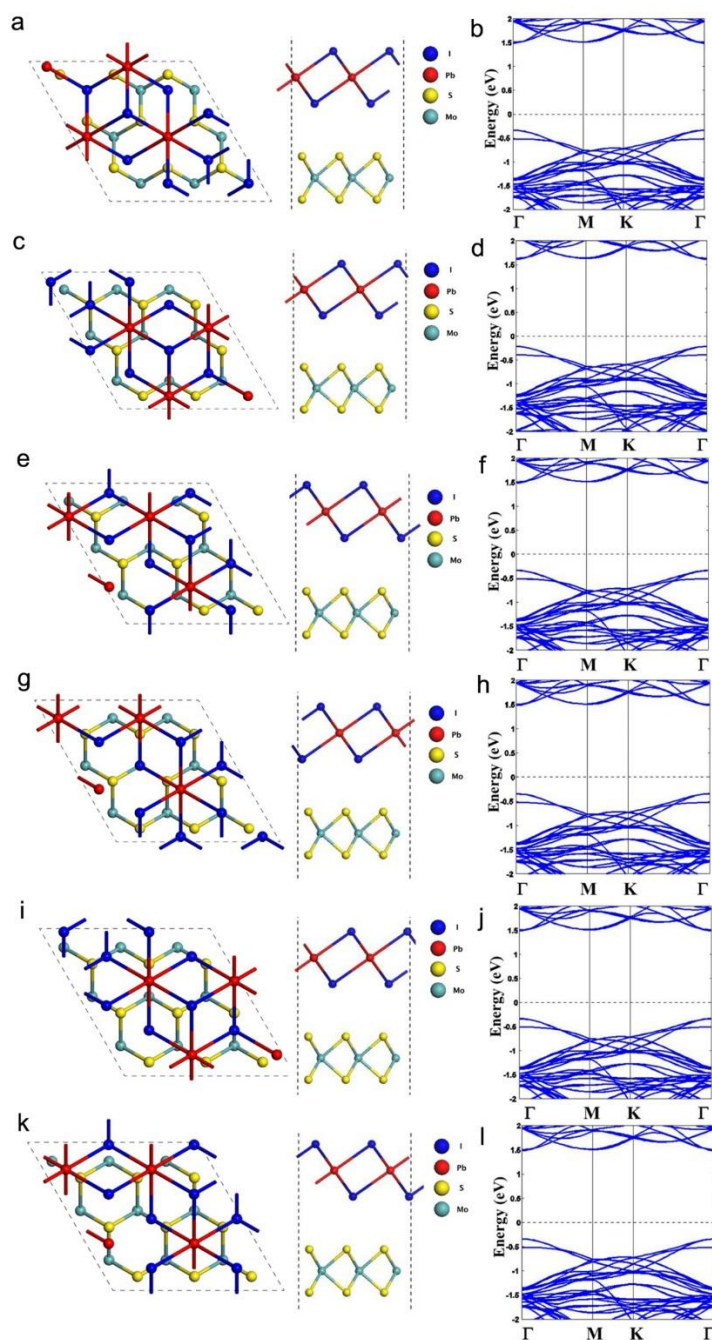 a
I
Pb
S
Mo
b
Energy (eV)
2
1.5
1
0.5
0
-0.5
-1
-1.5
-2
Γ M K Γ
c
I
Pb
S
Mo
d
Energy (eV)
2
1.5
1
0.5
0
-0.5
-1
-1.5
-2
Γ M K Γ
e
I
Pb
S
Mo
f
Energy (eV)
2
1.5
1
0.5
0
-0.5
-1
-1.5
-2
Γ M K Γ
g
I
Pb
S
Mo
h
Energy (eV)
2
1.5
1
0.5
0
-0.5
-1
-1.5
-2
Γ M K Γ
i
I
Pb
S
Mo
j
Energy (eV)
2
1.5
1
0.5
0
-0.5
-1
-1.5
-2
Γ M K Γ
k
I
Pb
S
Mo
l
Energy (eV)
2
1.5
1
0.5
0
-0.5
-1
-1.5
-2
Γ M K Γ